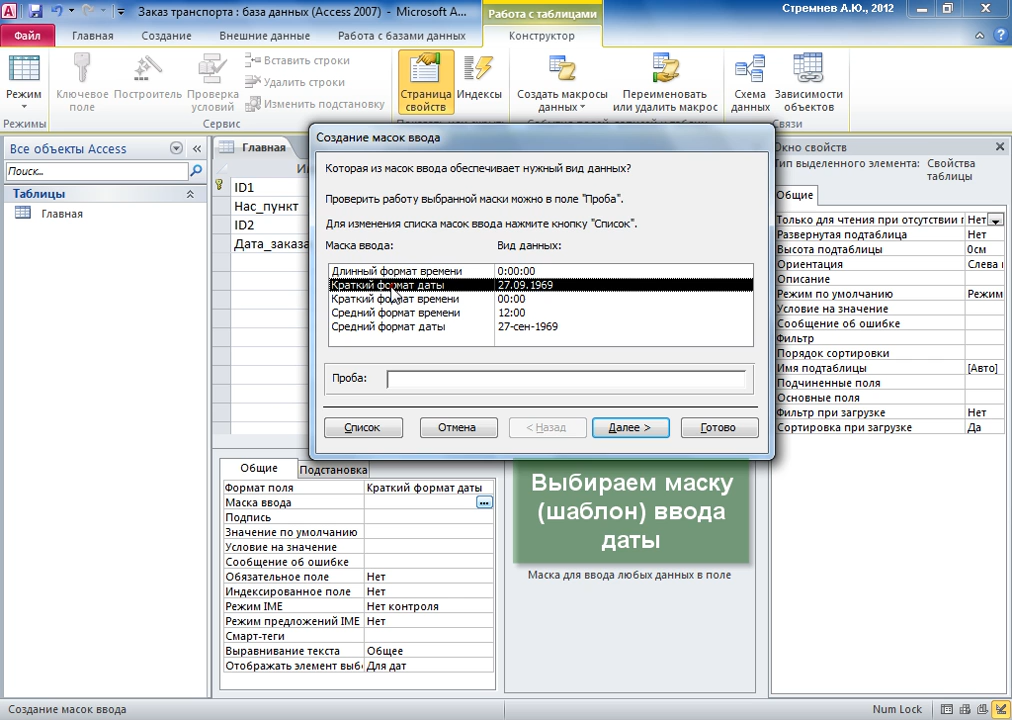 Заказ транспорта : база данных (Access 2007) - Microsoft A...
Работа с таблицами
Стремнев А.Ю., 2012
Файл
Главная
Создание
Внешние данные
Работа с базами данных
Конструктор
Режим
Ключевое поле
Построитель
Проверка условий
Вставить строки
Удалить строки
Изменить подстановку
Страница свойств
Индексы
Создать макросы данных
Переименовать или удалить макрос
Схема данных
Зависимости объектов
Режимы
Сервис
Связи
Все объекты Access
Поиск...
Таблицы
Главная
Главная
ID1
Нас_пункт
ID2
Дата_заказа
Создание масок ввода
Которая из масок ввода обеспечивает нужный вид данных?
Проверить работу выбранной маски можно в поле "Проба".
Для изменения списка масок ввода нажмите кнопку "Список".
Маска ввода:
Вид данных:
Длинный формат времени 0:00:00
Краткий формат даты 27.09.1969
Краткий формат времени 00:00
Средний формат времени 12:00
Средний формат даты 27-сен-1969
Проба:
Список
Отмена
< Назад
Далее >
Готово
Окно свойств
Тип выделенного элемента: Свойства таблицы
Общие
Только для чтения при отсутствии Нет
Развернутая подтаблица Нет
Высота подтаблицы 0см
Ориентация Слева
Описание
Режим по умолчанию Режим
Условие на значение
Сообщение об ошибке
Фильтр
Порядок сортировки
Имя подтаблицы [Авто]
Подчиненные поля
Основные поля
Фильтр при загрузке Нет
Сортировка при загрузке Да
Общие
Подстановка
Формат поля Краткий формат даты
Маска ввода
Подпись
Значение по умолчанию
Условие на значение
Сообщение об ошибке
Обязательное поле Нет
Индексированное поле Нет
Режим IME Нет контроля
Режим предложений IME Нет
Смарт-теги
Выравнивание текста Общее
Отображать элемент выб Для дат
Выбираем маску
(шаблон) ввода
даты
Маска для ввода любых данных в поле
Создание масок ввода
Num Lock